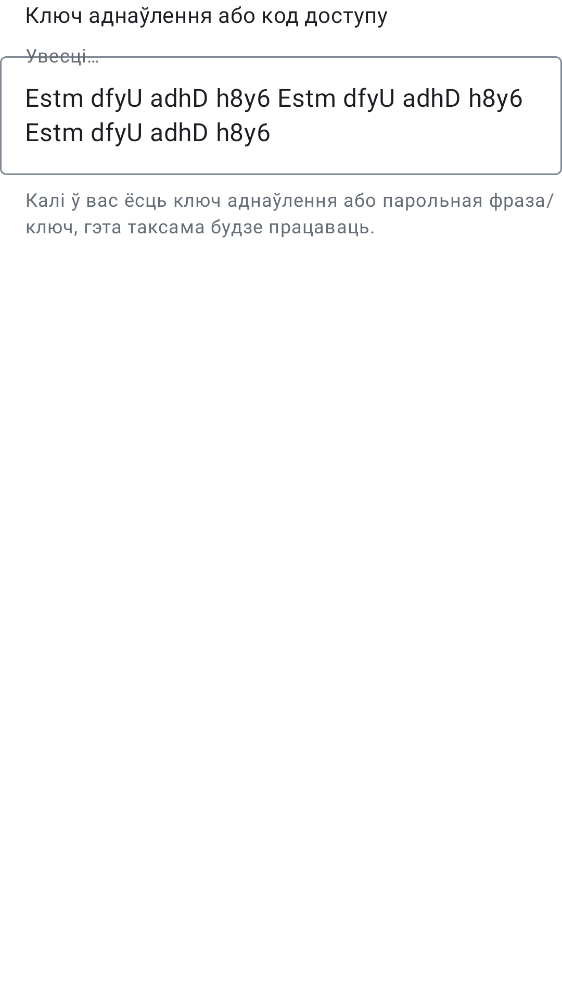 Ключ аднаўлення або код доступу
Увесці…
Estm dfyU adhD h8y6 Estm dfyU adhD h8y6
Estm dfyU adhD h8y6
Калі ў вас ёсць ключ аднаўлення або парольная фраза/
ключ, гэта таксама будзе працаваць.